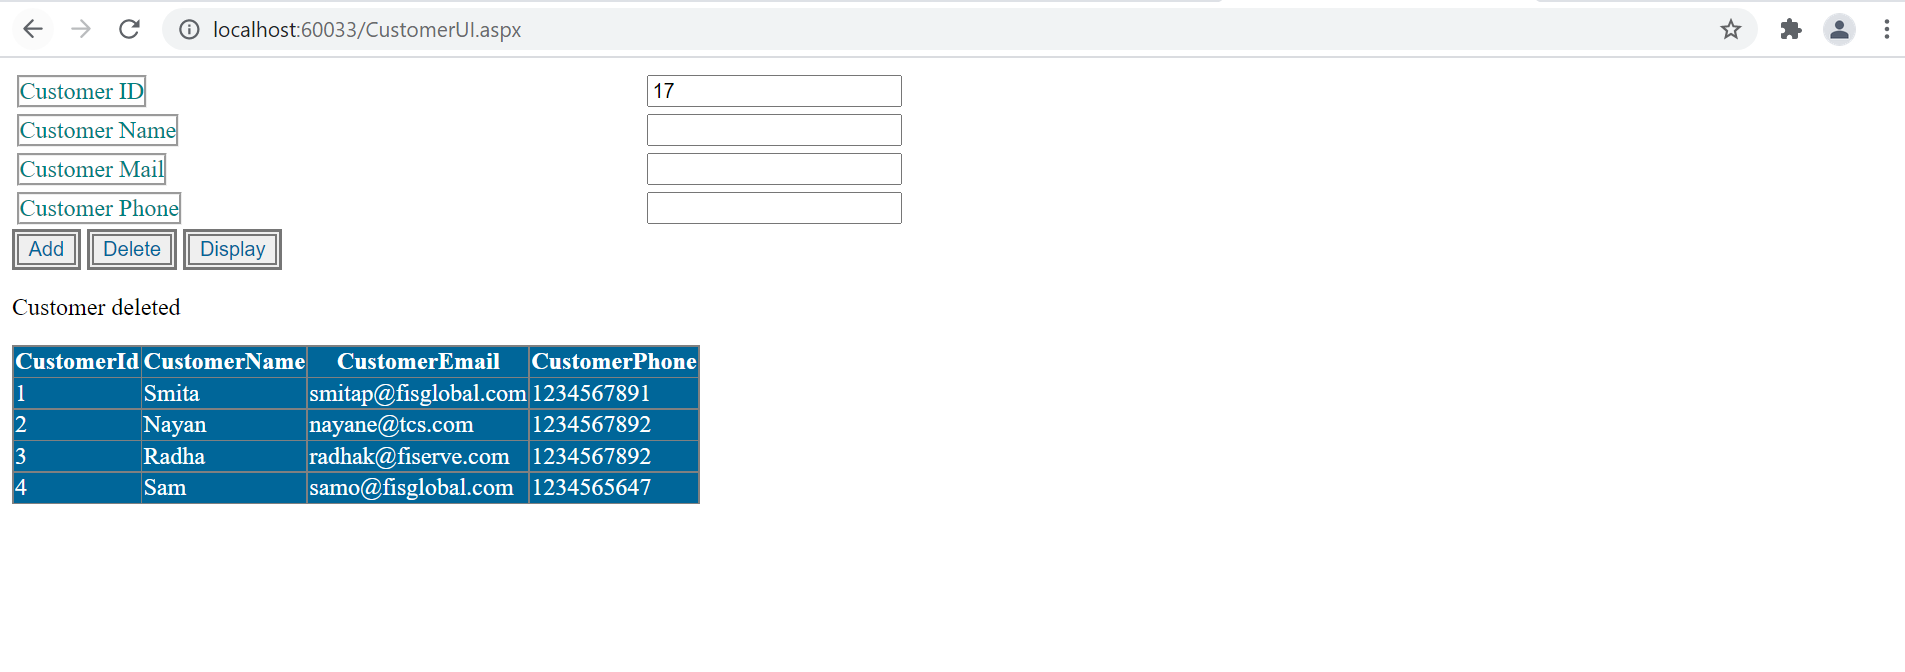 localhost:60033/CustomerUI.aspx
Customer ID 17
Customer Name
Customer Mail
Customer Phone
Add Delete Display
Customer deleted
CustomerId CustomerName CustomerEmail CustomerPhone
1 Smita smitap@fisglobal.com 1234567891
2 Nayan nayane@tcs.com 1234567892
3 Radha radhak@fiserve.com 1234567892
4 Sam samo@fisglobal.com 1234565647